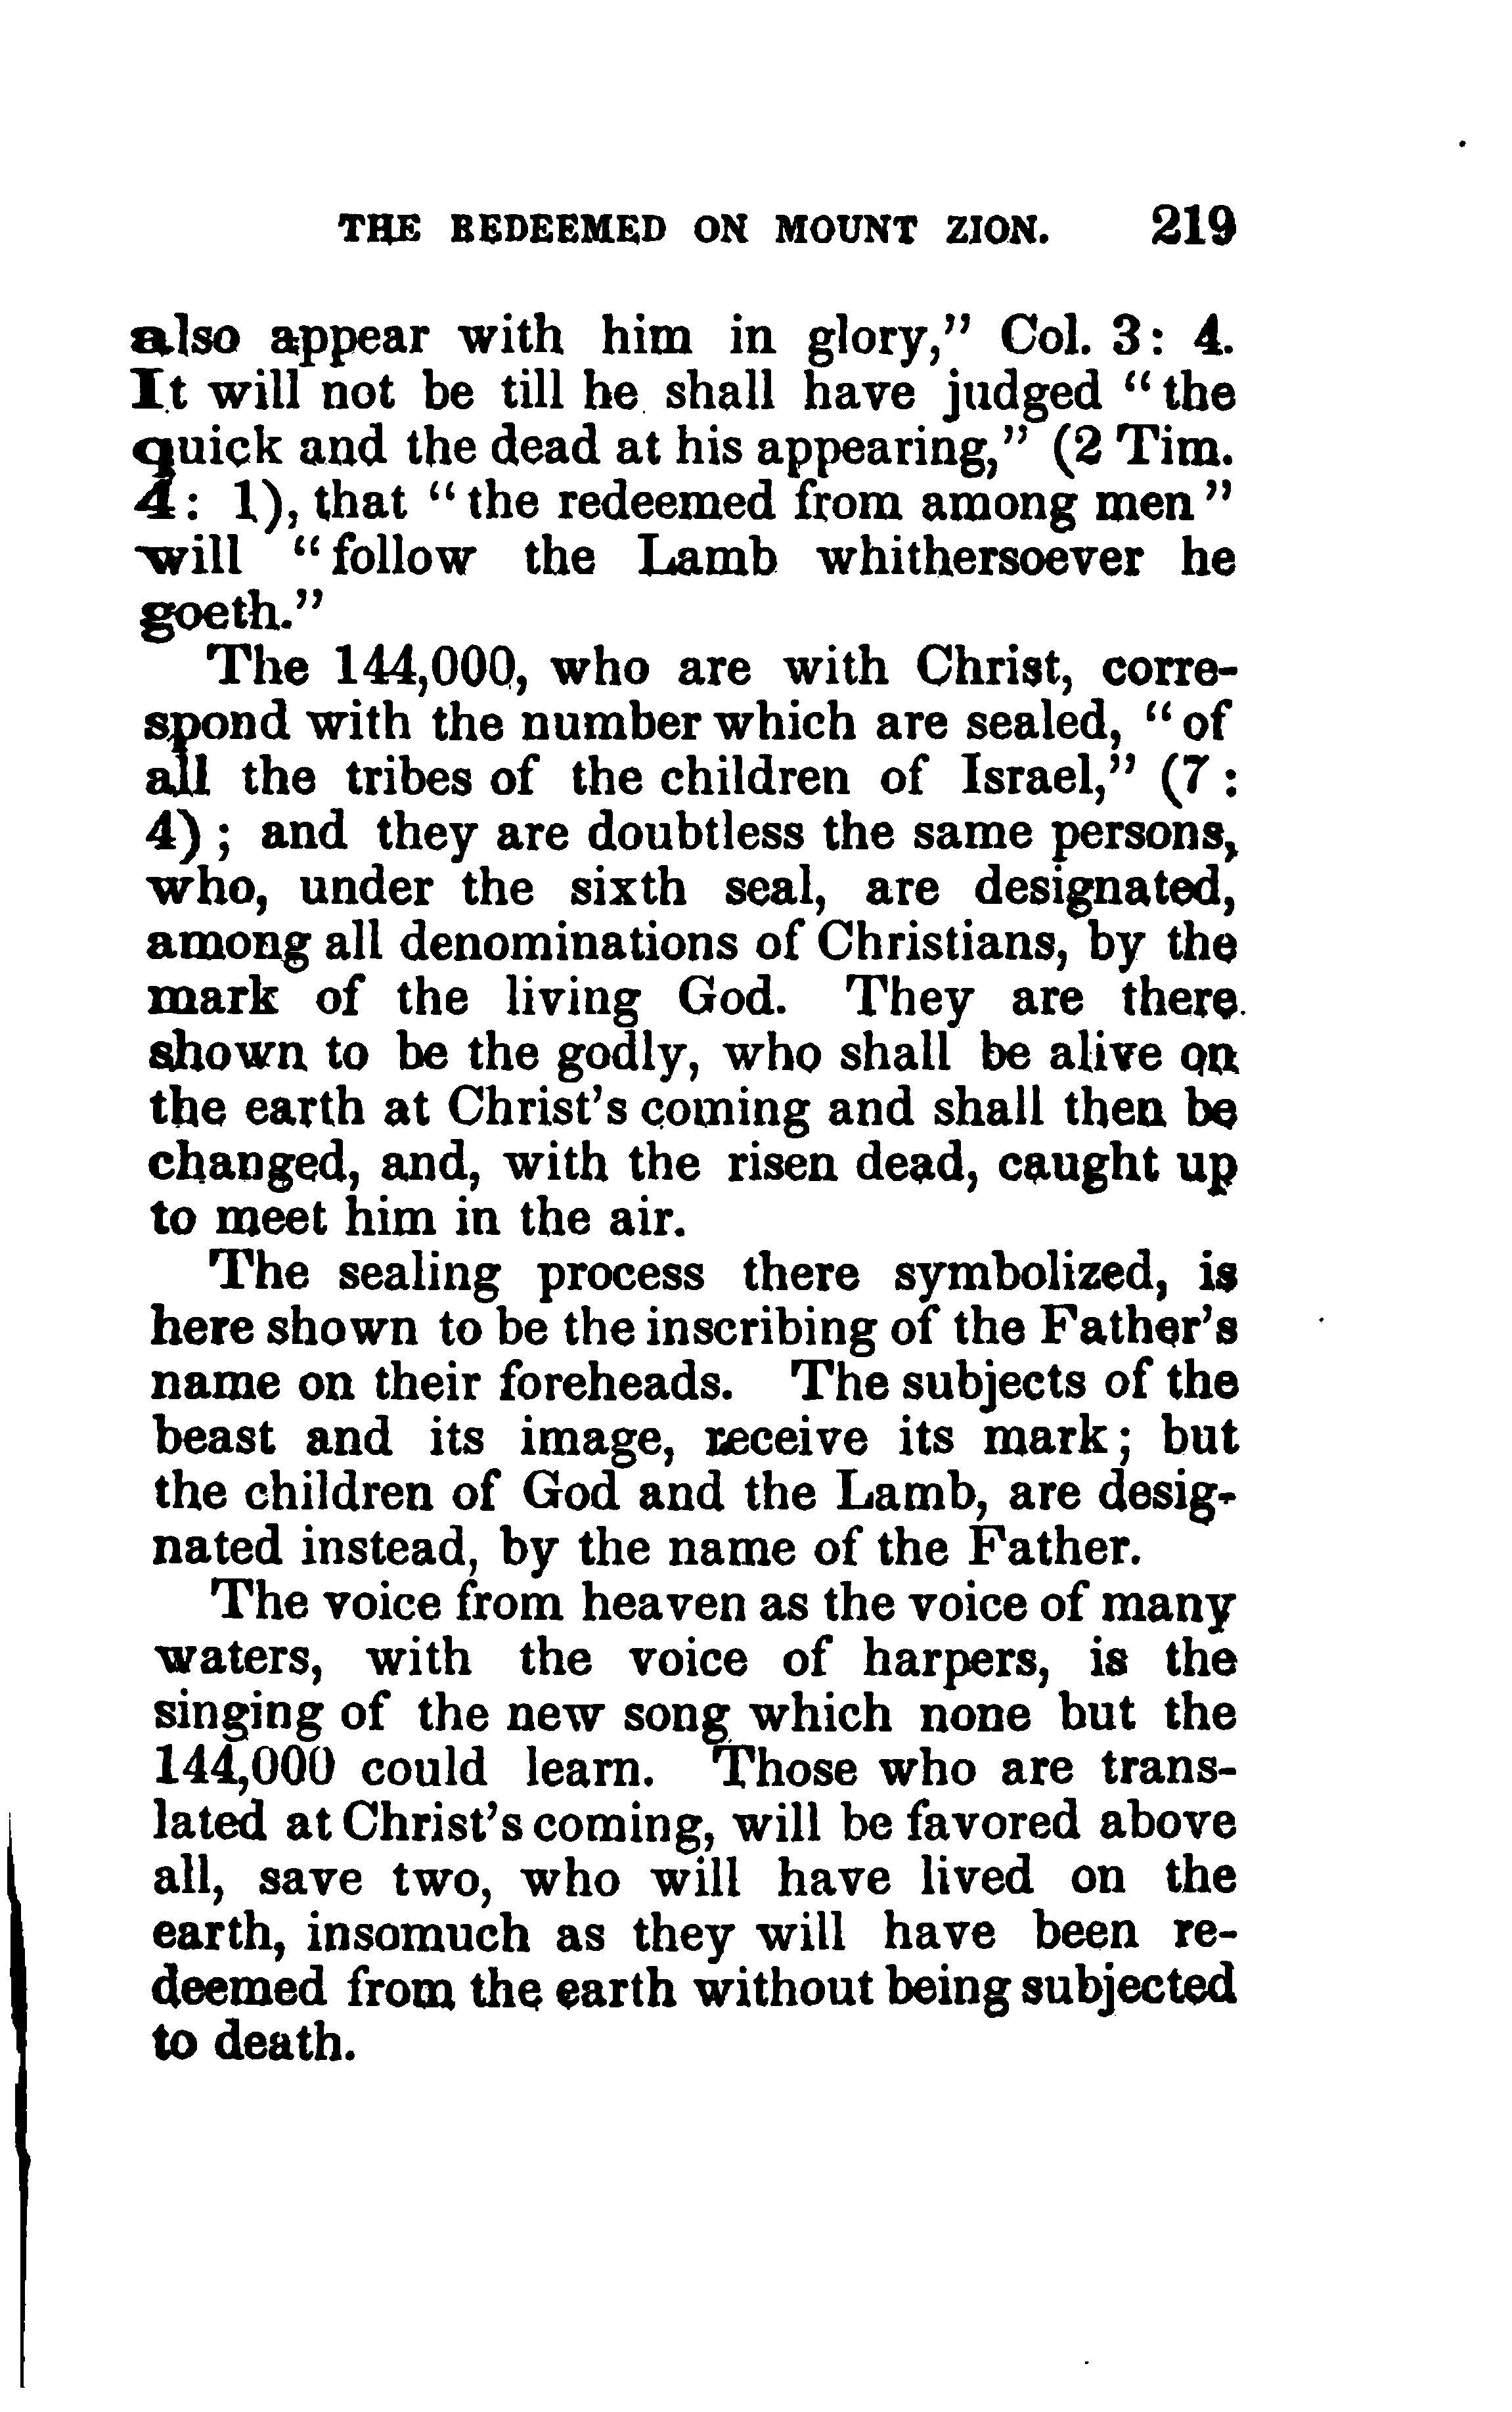 THE REDEEMED ON MOUNT ZION. 219
also appear with him in glory,” Col. 3: 4.
It will not be till he shall have judged “the
quick and the dead at his appearing,” (2 Tim.
4: 1), that “the redeemed from among men”
will “follow the Lamb whithersoever he
goeth.”
The 144,000, who are with Christ, corre-
spond with the number which are sealed, “of
all the tribes of the children of Israel,” (7:
4); and they are doubtless the same persons,
who, under the sixth seal, are designated,
among all denominations of Christians, by the
mark of the living God. They are there
shown to be the godly, who shall be alive on
the earth at Christ’s coming and shall then be
changed, and, with the risen dead, caught up
to meet him in the air.
The sealing process there symbolized, is
here shown to be the inscribing of the Father’s
name on their foreheads. The subjects of the
beast and its image, receive its mark; but
the children of God and the Lamb, are desig-
nated instead, by the name of the Father.
The voice from heaven as the voice of many
waters, with the voice of harpers, is the
singing of the new song which none but the
144,000 could learn. Those who are trans-
lated at Christ’s coming, will be favored above
all, save two, who will have lived on the
earth, insomuch as they will have been re-
deemed from the earth without being subjected
to death.